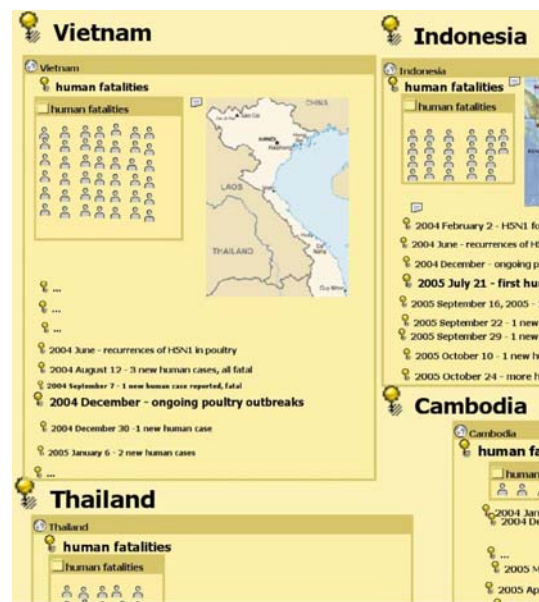 Vietnam
Vietnam
human fatalities
human fatalities
CHINA
HANOI
LAOS
THAILAND
...
...
...
2004 June - recurrences of H5N1 in poultry
2004 August 12 - 3 new human cases, all fatal
2004 September 7 - 1 new human case reported, fatal
2004 December - ongoing poultry outbreaks
2004 December 30 -1 new human case
2005 January 6 - 2 new human cases
...
Thailand
Thailand
human fatalities
human fatalities
Indonesia
Indonesia
human fatalities
human fatalities
2004 February 2 - H5N1 fo
2004 June - recurrences of H5
2004 December - ongoing p
2005 July 21 - first hu
2005 September 16, 2005 -
2005 September 22 - 1 new
2005 September 29 - 1 new
2005 October 10 - 1 new h
2005 October 24 - more h
Cambodia
Cambodia
human fa
human
2004 Jan
2004 De
...
2005 M
2005 Ap